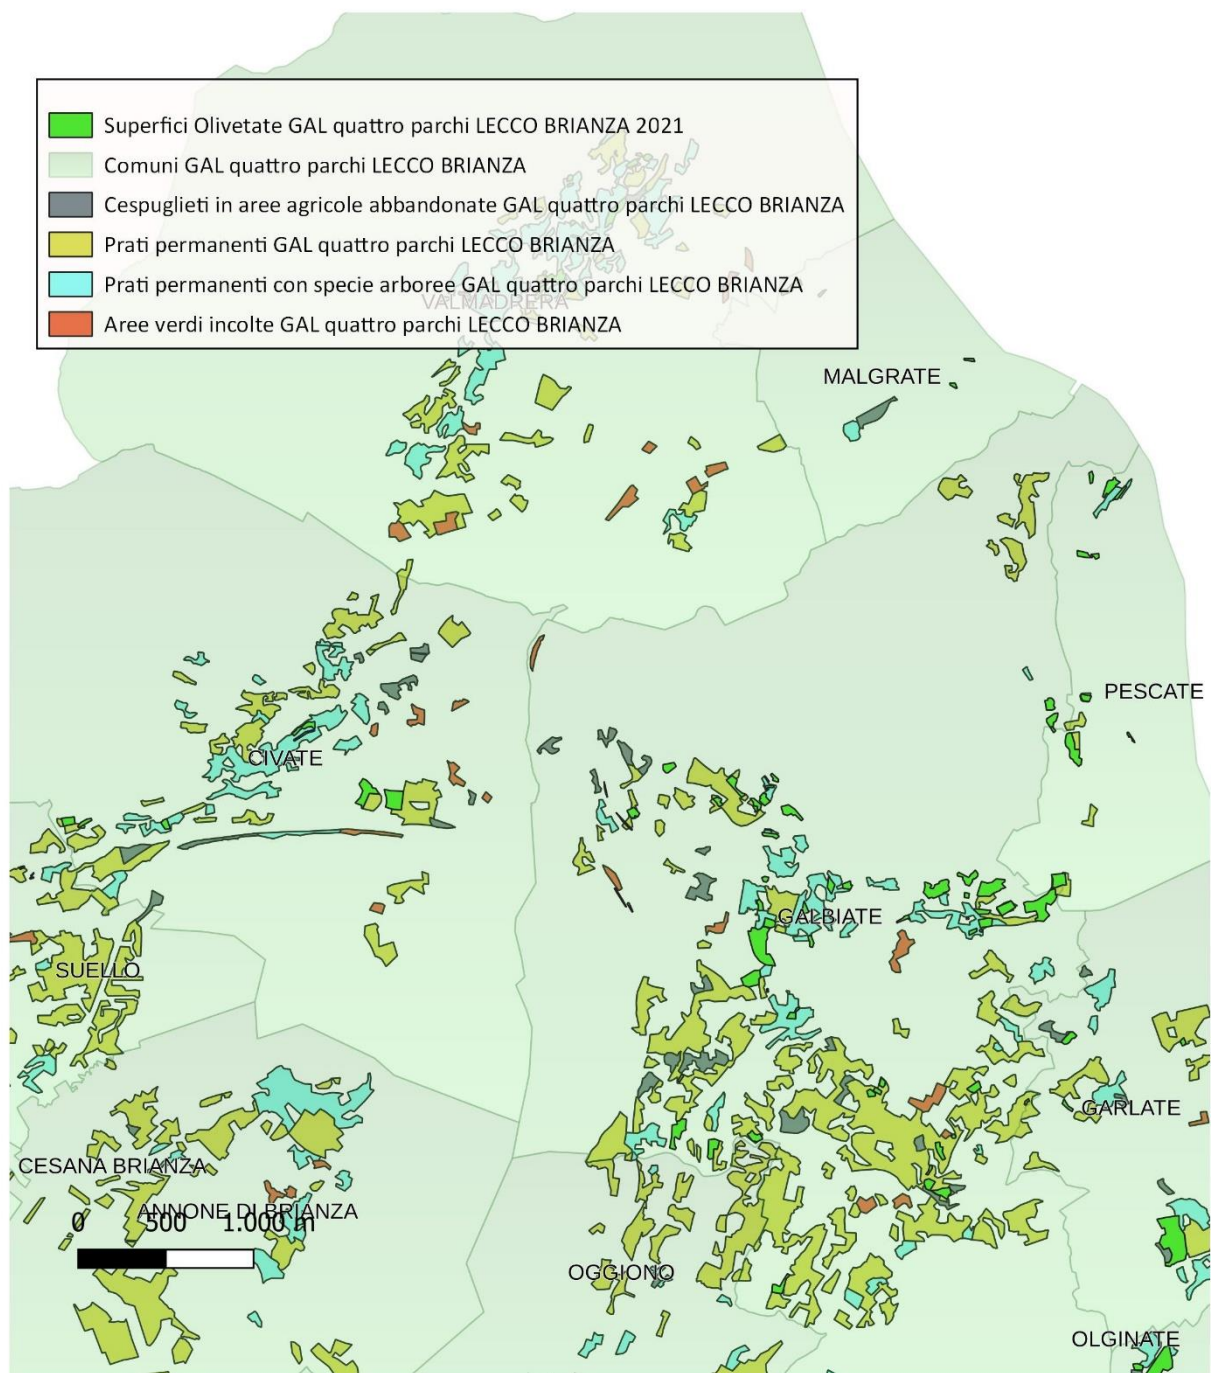 Superfici Olivetate GAL quattro parchi LECCO BRIANZA 2021
Comuni GAL quattro parchi LECCO BRIANZA
Cespuglieti in aree agricole abbandonate GAL quattro parchi LECCO BRIANZA
Prati permanenti GAL quattro parchi LECCO BRIANZA
Prati permanenti con specie arboree GAL quattro parchi LECCO BRIANZA
VALMADRERA
Aree verdi incolte GAL quattro parchi LECCO BRIANZA
MALGRATE
PESCATE
CIVATE
GALBIATE
SUELLO
GARLATE
CESANA BRIANZA
ANNONE DI BRIANZA
0 500 1.000 m
OGGIONO
OLGINATE